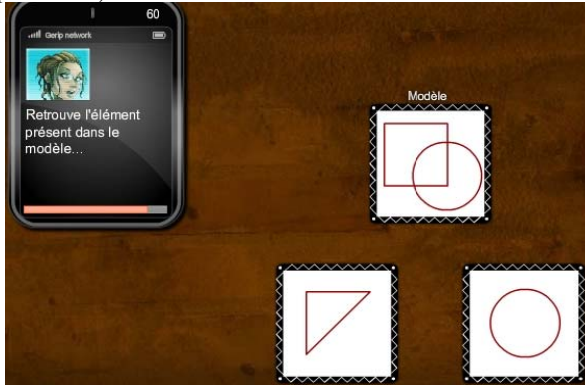 60
Gerip network
Retrouve l'élément
présent dans le
modèle...
Modèle